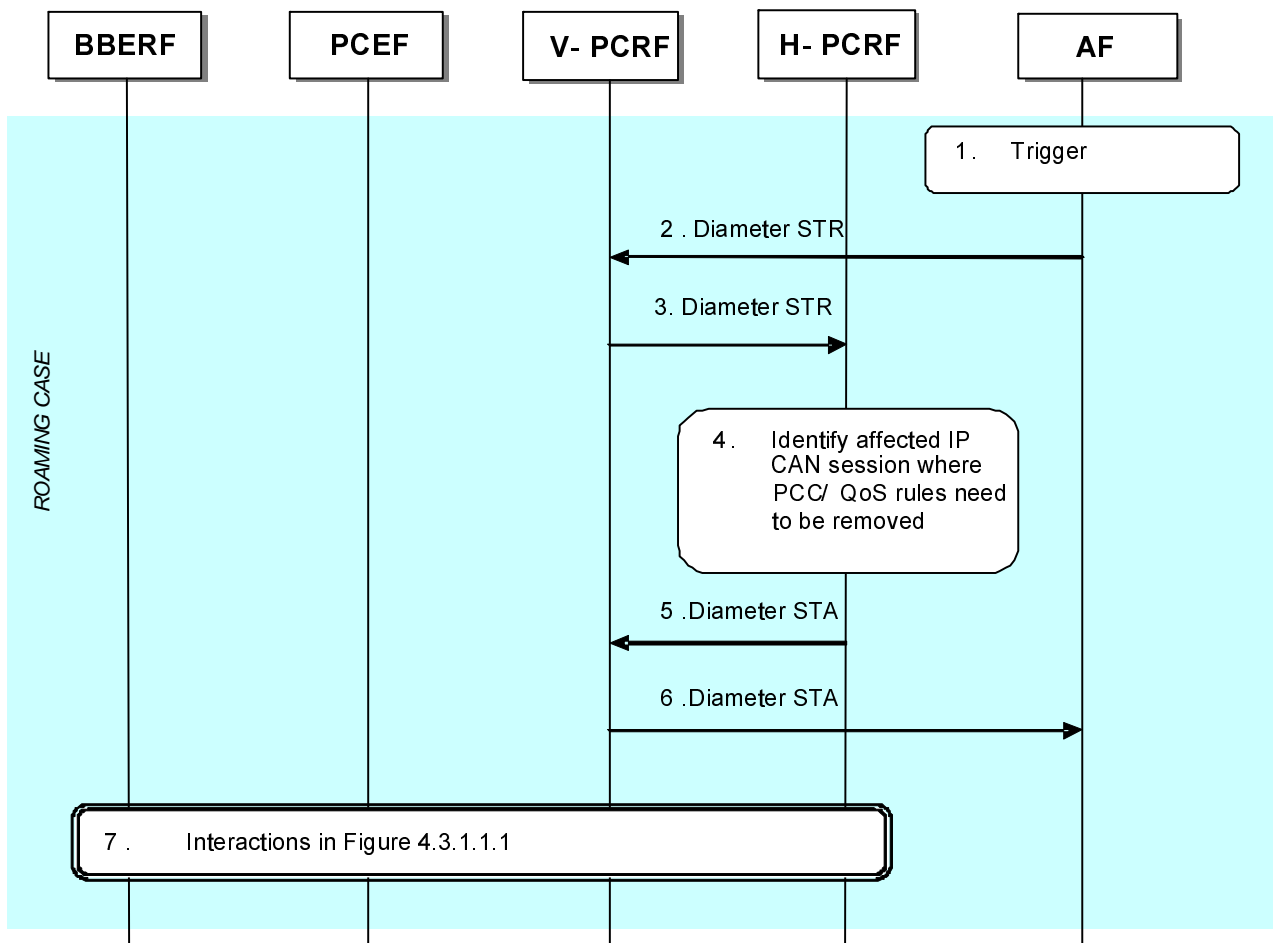 BBERF
PCEF
V- PCRF
H- PCRF
AF
1. Trigger
2 . Diameter STR
3. Diameter STR
ROAMING CASE
4. Identify affected IP
CAN session where
PCC/ QoS rules need
to be removed
5 .Diameter STA
6 .Diameter STA
7 . Interactions in Figure 4.3.1.1.1